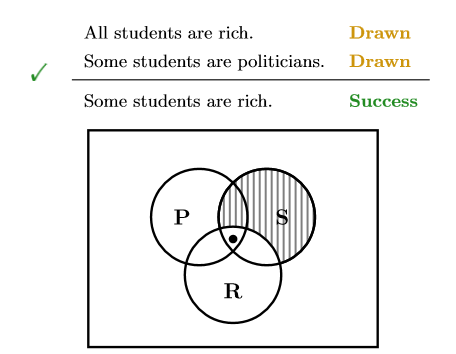 All students are rich. Drawn
Some students are politicians. Drawn
Some students are rich. Success
P S
R